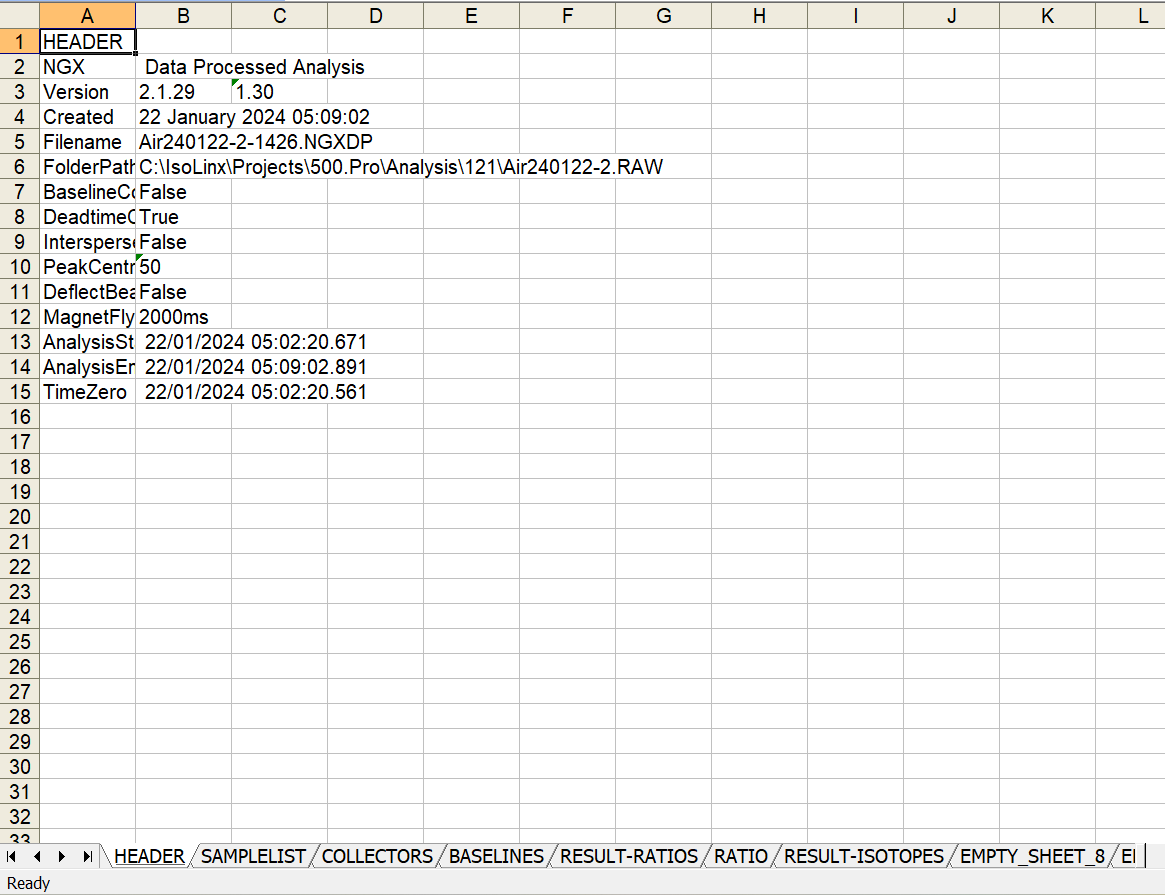 A B C D E F G H I J K L
1 HEADER
2 NGX Data Processed Analysis
3 Version 2.1.29 1.30
4 Created 22 January 2024 05:09:02
5 Filename Air240122-2-1426.NGXDP
6 FolderPath C:\IsoLinx\Projects\500.Pro\Analysis\121\Air240122-2.RAW
7 BaselineCo False
8 DeadtimeC True
9 Interspers False
10 PeakCentr 50
11 DeflectBea False
12 MagnetFly 2000ms
13 AnalysisSt 22/01/2024 05:02:20.671
14 AnalysisEn 22/01/2024 05:09:02.891
15 TimeZero 22/01/2024 05:02:20.561
16
17
18
19
20
21
22
23
24
25
26
27
28
29
30
31
32
33
HEADER SAMPLELIST COLLECTORS BASELINES RESULT-RATIOS RATIO RESULT-ISOTOPES EMPTY_SHEET_8
Ready